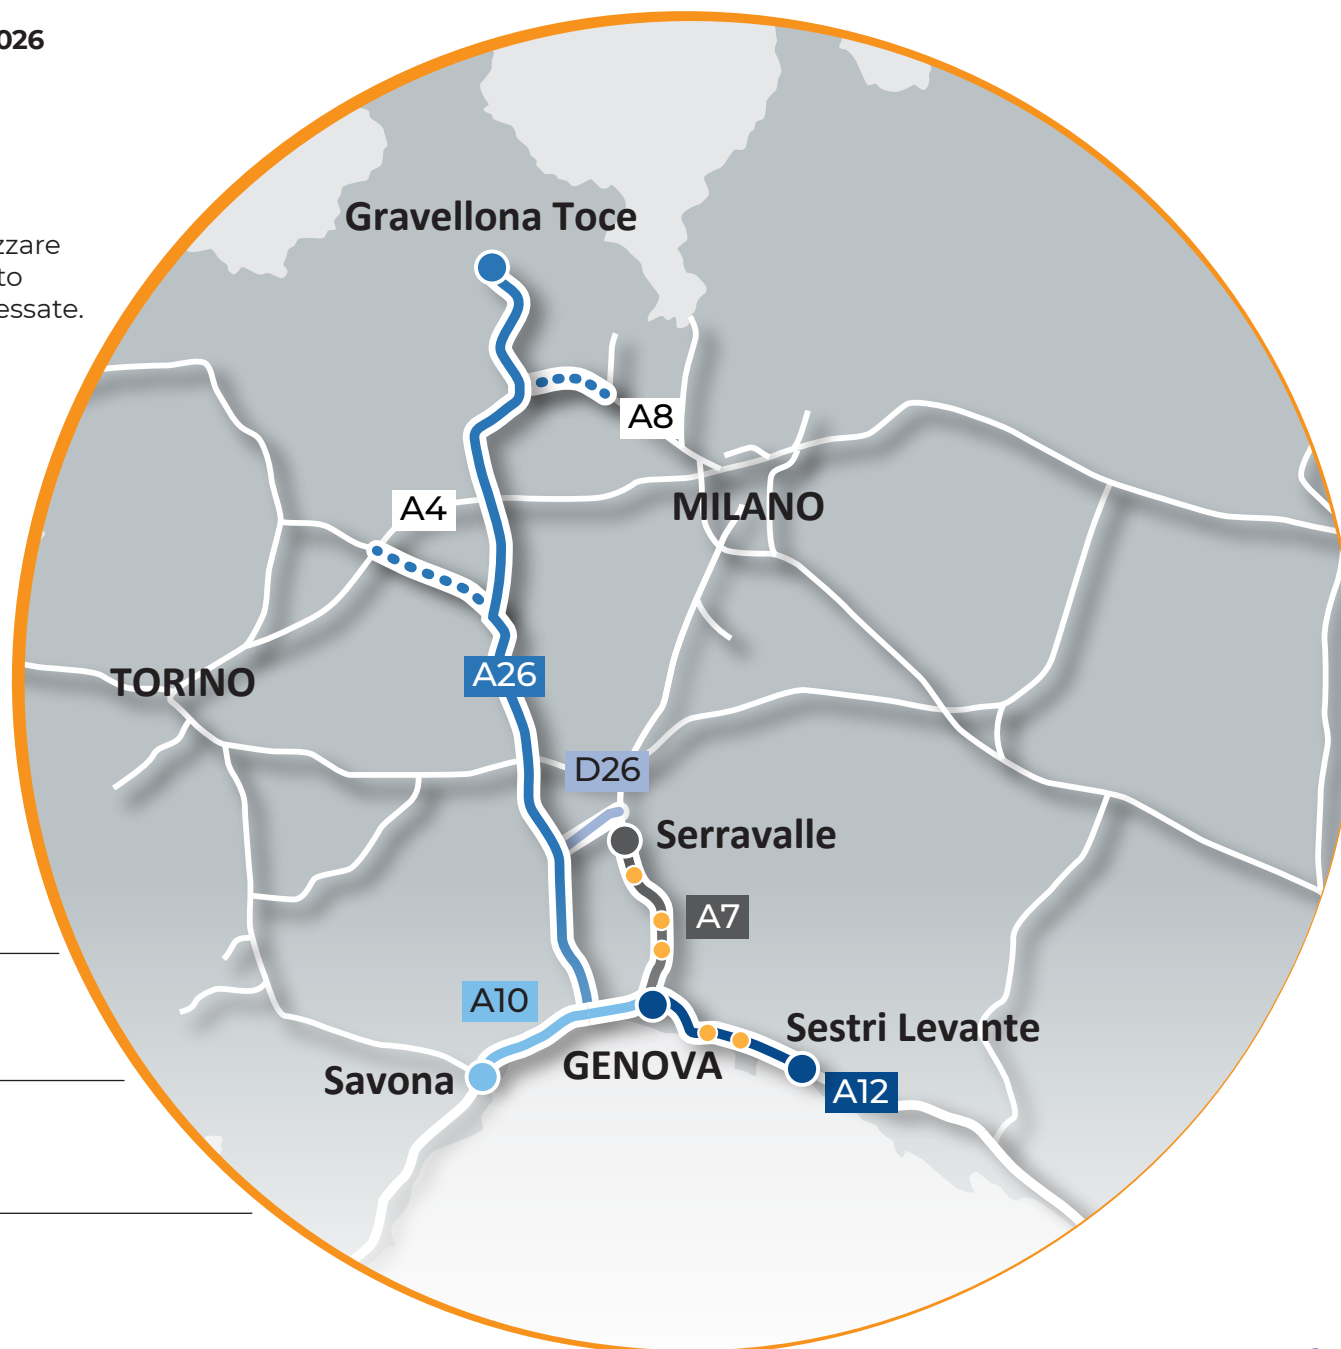 026
zzare
to
essate.
Gravellona Toce
A8
A4
MILANO
TORINO
A26
D26
Serravalle
A7
A10
Sestri Levante
GENOVA
Savona
A12